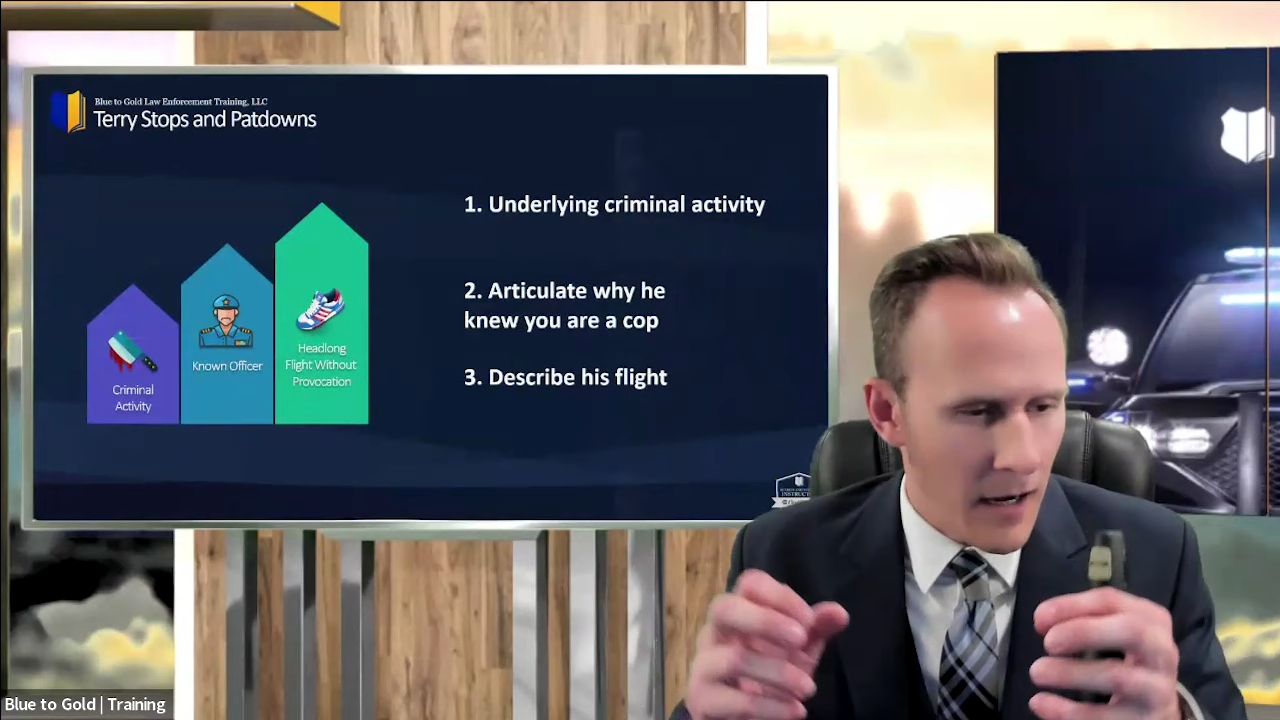 Blue to Gold Law Enforcement Training, LLC
Terry Stops and Patdowns
1. Underlying criminal activity
2. Articulate why he
knew you are a cop
3. Describe his flight
Criminal
Activity
Known Officer
Headlong
Flight Without
Provocation
Blue to Gold | Training